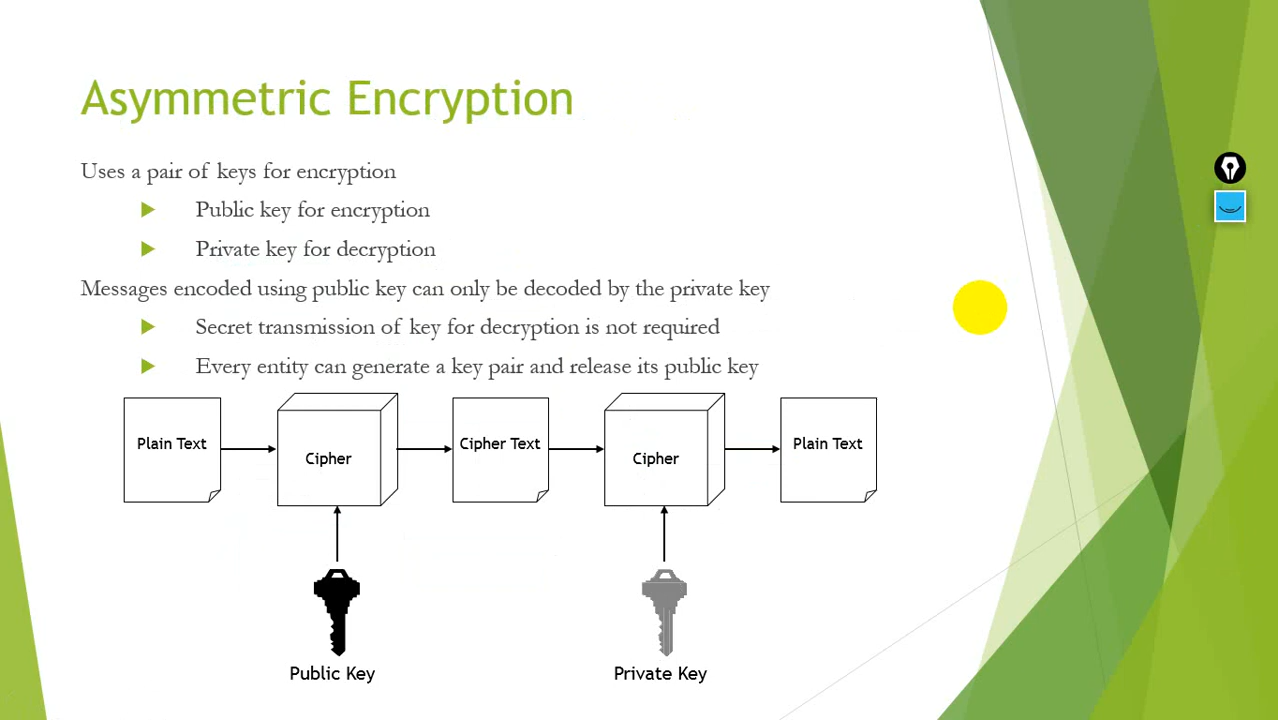 Asymmetric Encryption
Uses a pair of keys for encryption
Public key for encryption
Private key for decryption
Messages encoded using public key can only be decoded by the private key
Secret transmission of key for decryption is not required
Every entity can generate a key pair and release its public key
Plain Text
Cipher
Cipher Text
Cipher
Plain Text
Public Key
Private Key